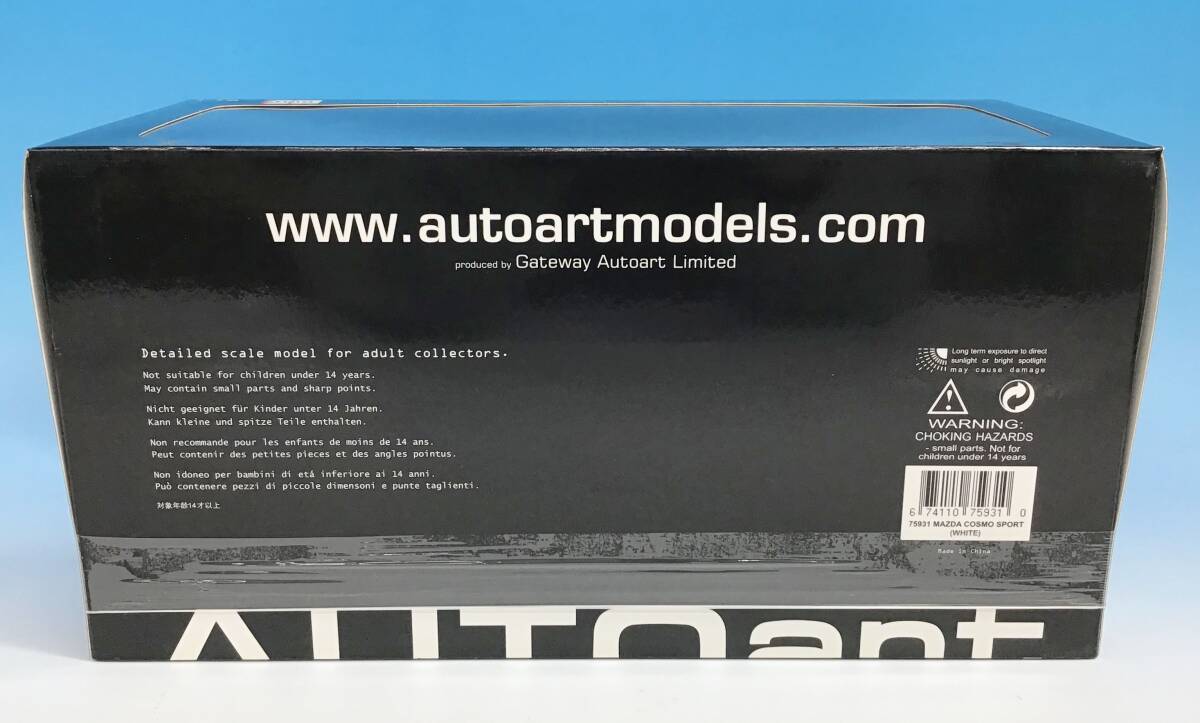 www.autoartmodels.com
produced by Gateway Autoart Limited
Detailed scale model for adult collectors.
Not suitable for children under 14 years.
May contain small parts and sharp points.
Nicht geeignet für Kinder unter 14 Jahren.
Kann kleine und spitze Teile enthalten.
Non recommande pour les enfants de moins de 14 ans.
Peut contenir des petites pieces et des angles pointus.
Non idoneo per bambini di etá inferiore ai 14 anni.
Può contenere pezzi di piccole dimensoni e punte taglienti.
対象年齢14才以上
Long term exposure to direct
sunlight or bright spotlight
may cause damage
WARNING:
CHOKING HAZARDS
- small parts. Not for
children under 14 years
6 74110 75931 0
75931 MAZDA COSMO SPORT
(WHITE)
Made in China
AUTOart